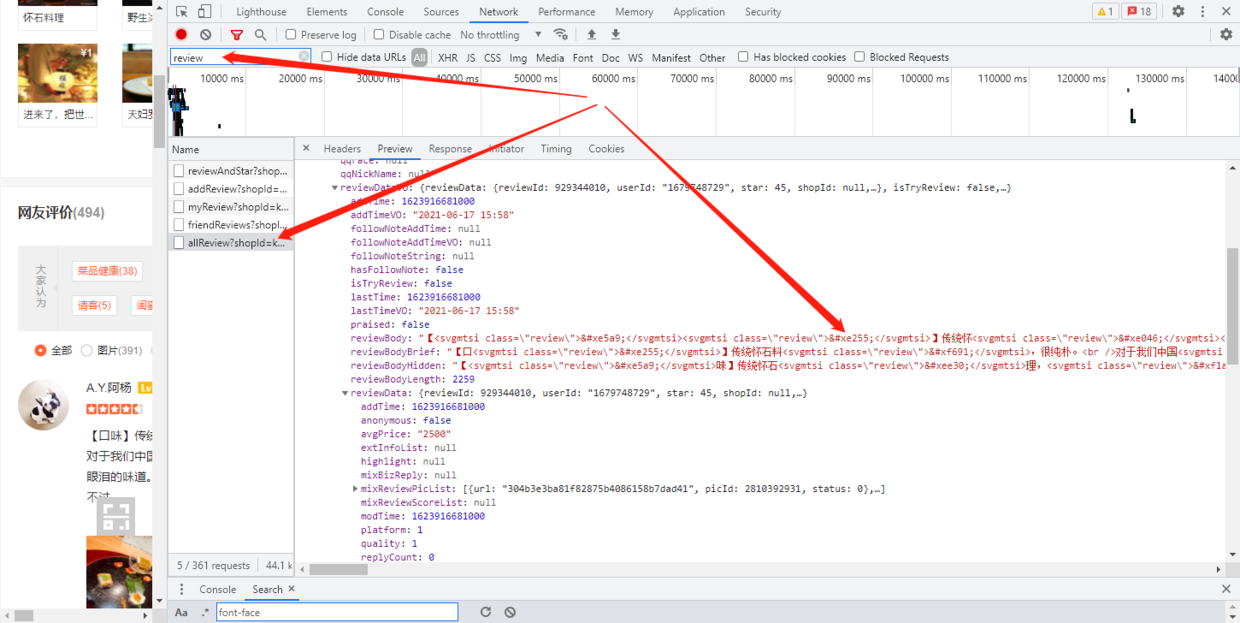 怀石料理
野生
¥1
进来了，把世...
天妇罗
网友评价(494)
大家认为
菜品健康(38)
请客(5)
闺蜜
全部 图片(391)
A.Y.阿杨 Lv
【口味】传统
对于我们中国
眼泪的味道。
不过
Lighthouse Elements Console Sources Network Performance Memory Application Security 1 18
Preserve log Disable cache No throttling
review Hide data URLs All XHR JS CSS Img Media Font Doc WS Manifest Other Has blocked cookies Blocked Requests
10000 ms 20000 ms 30000 ms 40000 ms 50000 ms 60000 ms 70000 ms 80000 ms 90000 ms 100000 ms 110000 ms 120000 ms 130000 ms 14000
Name
reviewAndStar?shop...
addReview?shopId=...
myReview?shopId=k...
friendReviews?shopI...
allReview?shopId=k...
5 / 361 requests 44.1 k
Headers Preview Response Initiator Timing Cookies
qqFace: null
qqNickName: null
reviewDataVO: {reviewData: {reviewId: 929344010, userId: "1679748729", star: 45, shopId: null,…}, isTryReview: false,…}
addTime: 1623916681000
addTimeVO: "2021-06-17 15:58"
followNoteAddTime: null
followNoteAddTimeVO: null
followNoteString: null
hasFollowNote: false
isTryReview: false
lastTime: 1623916681000
lastTimeVO: "2021-06-17 15:58"
praised: false
reviewBody: "【<svgmtsi class=\"review\">&#xe5a9;</svgmtsi><svgmtsi class=\"review\">&#xe255;</svgmtsi>】传统怀<svgmtsi class=\"review\">&#xe046;</svgmtsi><
reviewBodyBrief: "【口<svgmtsi class=\"review\">&#xe255;</svgmtsi>】传统怀石料<svgmtsi class=\"review\">&#xf691;</svgmtsi>，很纯朴。<br />对于我们中国<svgmtsi
reviewBodyHidden: "【<svgmtsi class=\"review\">&#xe5a9;</svgmtsi>味】传统怀石<svgmtsi class=\"review\">&#xee30;</svgmtsi>理，<svgmtsi class=\"review\">&#xf1a
reviewBodyLength: 2259
reviewData: {reviewId: 929344010, userId: "1679748729", star: 45, shopId: null,…}
addTime: 1623916681000
anonymous: false
avgPrice: "2500"
extInfoList: null
highlight: null
mixBizReply: null
mixReviewPicList: [{url: "304b3e3ba81f82875b4086158b7dad41", picId: 2810392931, status: 0},…]
mixReviewScoreList: null
modTime: 1623916681000
platform: 1
quality: 1
replyCount: 0
Console Search
Aa .* font-face